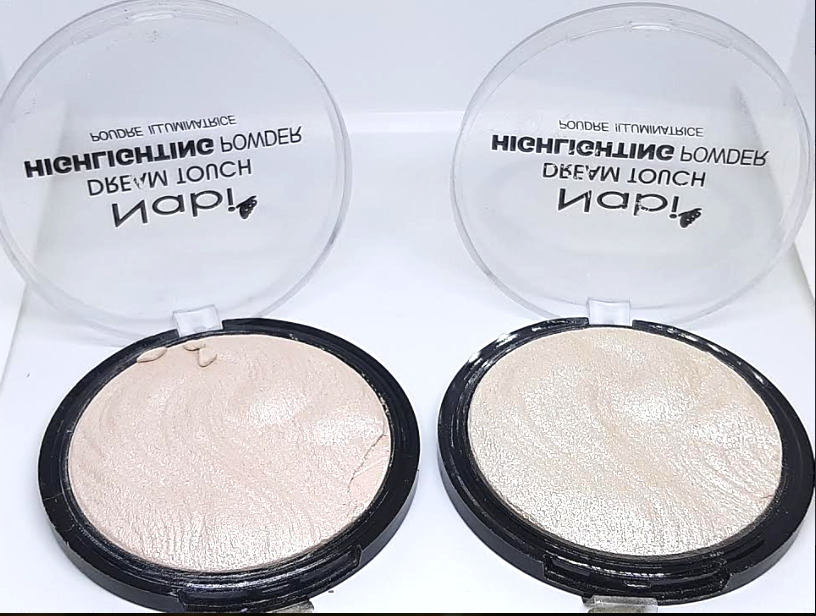 Nabi
DREAM TOUCH
HIGHLIGHTING POWDER
POUDRE ILLUMINATRICE
Nabi
DREAM TOUCH
HIGHLIGHTING POWDER
POUDRE ILLUMINATRICE